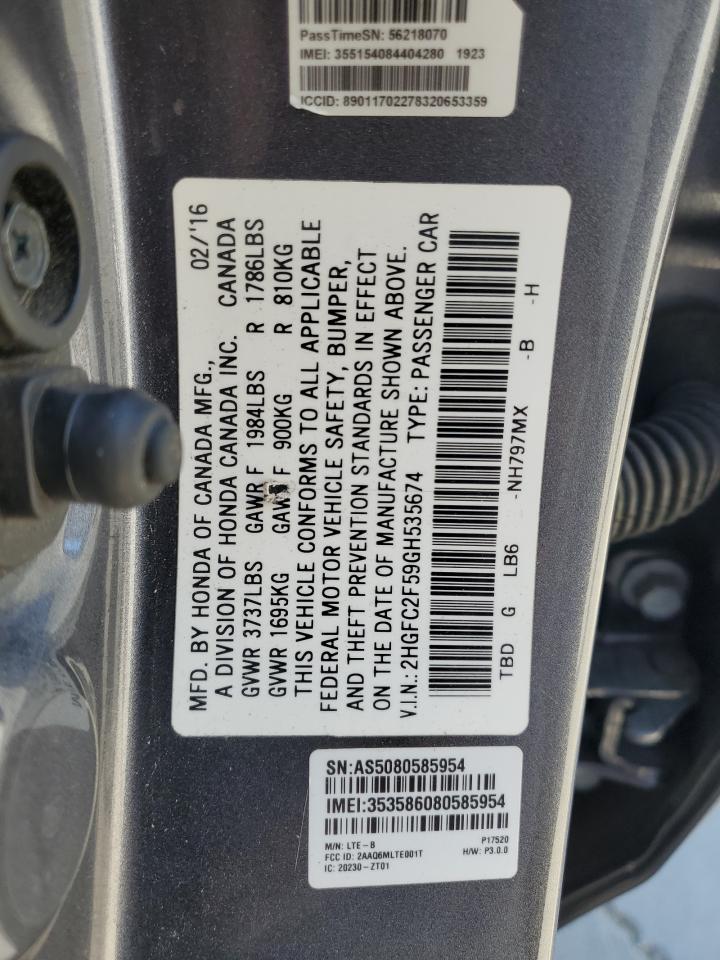 PassTimeSN: 56218070
IMEI: 355154084404280 1923
ICCID: 89011702278320653359
MFD. BY HONDA OF CANADA MFG., 02/'16
A DIVISION OF HONDA CANADA INC. CANADA
GVWR 3737LBS GAWR F 1984LBS R 1786LBS
GVWR 1695KG GAWR F 900KG R 810KG
THIS VEHICLE CONFORMS TO ALL APPLICABLE
FEDERAL MOTOR VEHICLE SAFETY, BUMPER,
AND THEFT PREVENTION STANDARDS IN EFFECT
ON THE DATE OF MANUFACTURE SHOWN ABOVE.
V.I.N.: 2HGFC2F59GH535674 TYPE: PASSENGER CAR
TBD G LB6 -NH797MX -B -H
SN:AS5080585954
IMEI:353586080585954
M/N: LTE-B P17520
FCC ID: 2AAQ6MLTE001T H/W: P3.0.0
IC: 20230-ZT01